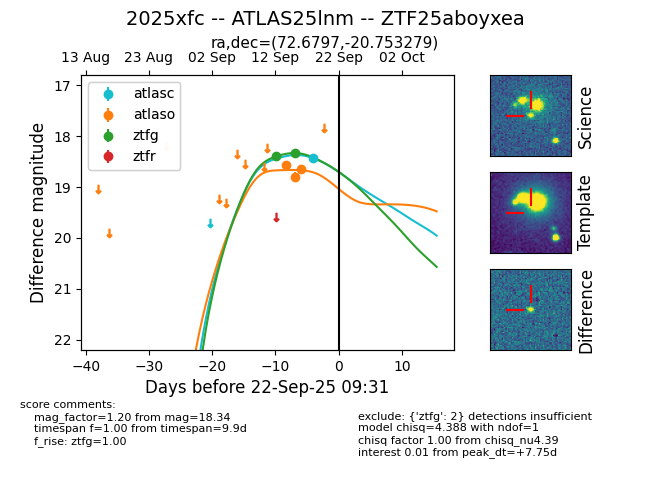 2025xfc -- ATLAS25lnm -- ZTF25aboyxea
ra,dec=(72.6797,-20.753279)
13 Aug 23 Aug 02 Sep 12 Sep 22 Sep 02 Oct
atlasc
atlaso
ztfg
ztfr
17
18
19
20
21
22
Difference magnitude
−40 −30 −20 −10 0 10
Days before 22-Sep-25 09:31
Science
Template
Difference
score comments:
mag_factor=1.20 from mag=18.34
timespan f=1.00 from timespan=9.9d
f_rise: ztfg=1.00
exclude: {'ztfg': 2} detections insufficient
model chisq=4.388 with ndof=1
chisq factor 1.00 from chisq_nu4.39
interest 0.01 from peak_dt=+7.75d